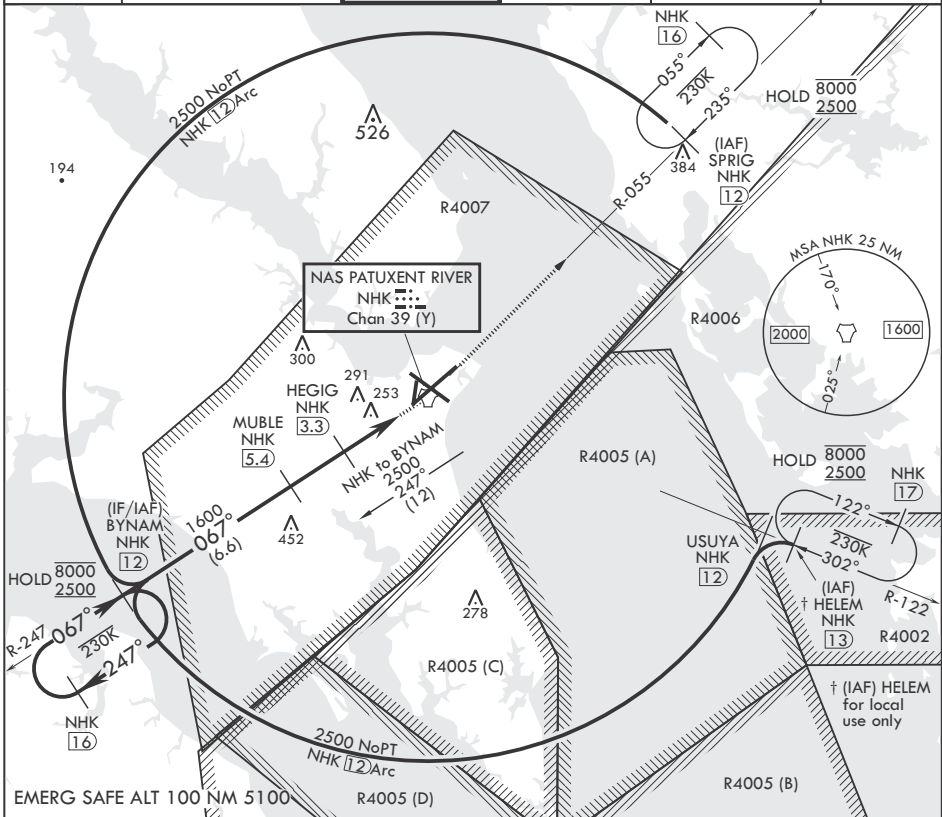 NHK
16
055°
230K
235°
HOLD 8000
2500
2500 NoPT
NHK 12 Arc
526
(IAF)
SPRIG
NHK
12
384
194
R-055
R4007
MSA NHK 25 NM
170°
2000
1600
025°
NAS PATUXENT RIVER
NHK
Chan 39 (Y)
R4006
300
291
253
HEGIG
NHK
3.3
MUBLE
NHK
5.4
NHK to BYNAM
2500
247°
(12)
R4005 (A)
HOLD 8000
2500
NHK
17
122°
230K
302°
R-122
(IF/IAF)
BYNAM
NHK
12
1600
067°
(6.6)
452
USUYA
NHK
12
HOLD 8000
2500
R-247
067°
230K
247°
NHK
16
278
(IAF)
† HELEM
NHK
13
R4002
R4005 (C)
† (IAF) HELEM
for local
use only
2500 NoPT
NHK 12 Arc
R4005 (B)
R4005 (D)
EMERG SAFE ALT 100 NM 5100